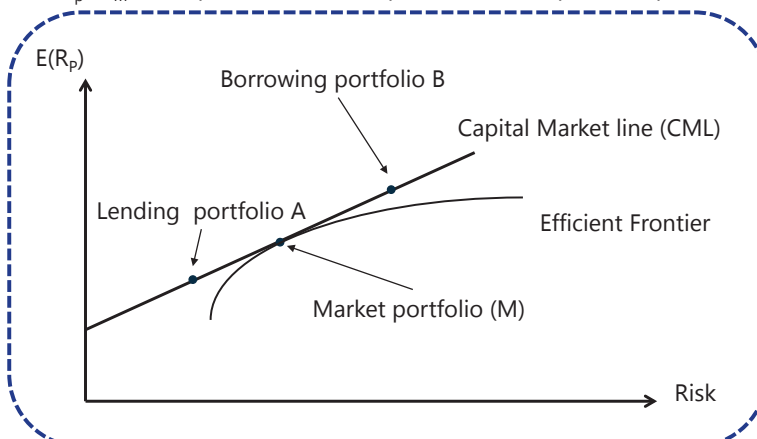 E(Rₚ)
Borrowing portfolio B
Capital Market line (CML)
Lending portfolio A
Efficient Frontier
Market portfolio (M)
Risk